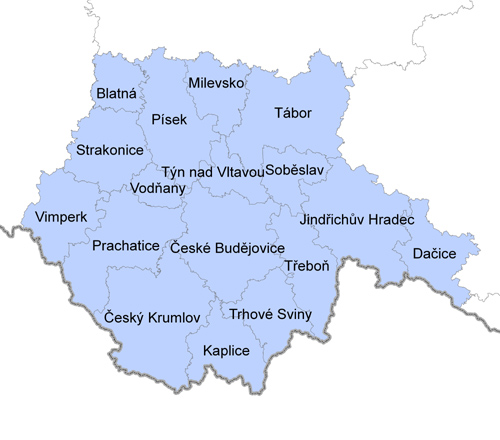 Milevsko
Blatná
Tábor
Písek
Strakonice
Týn nad Vltavou
Soběslav
Vodňany
Vimperk
Jindřichův Hradec
Prachatice
České Budějovice
Dačice
Třeboň
Český Krumlov
Trhové Sviny
Kaplice